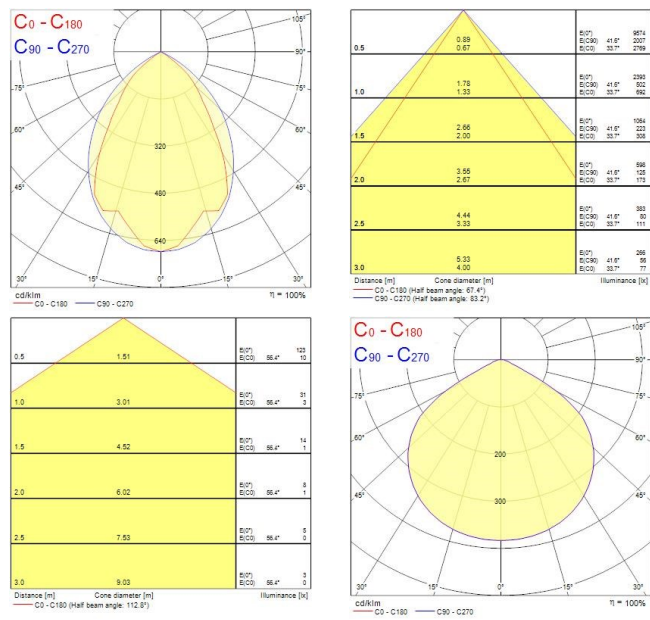 C0 - C180
C90 - C270
105°
90°
75°
75°
60°
60°
45°
45°
320
480
640
30°
15°
0°
15°
30°
cd/klm
η = 100%
C0 - C180
C90 - C270
0.5
0.89
0.67
E(0°) 9574
E(C90) 41.6° 2007
E(C0) 33.7° 2769
1.0
1.78
1.33
E(0°) 2393
E(C90) 41.6° 502
E(C0) 33.7° 692
1.5
2.66
2.00
E(0°) 1064
E(C90) 41.6° 223
E(C0) 33.7° 308
2.0
3.55
2.67
E(0°) 598
E(C90) 41.6° 125
E(C0) 33.7° 173
2.5
4.44
3.33
E(0°) 383
E(C90) 41.6° 80
E(C0) 33.7° 111
3.0
5.33
4.00
E(0°) 266
E(C90) 41.6° 56
E(C0) 33.7° 77
Distance [m] Cone diameter [m] Illuminance [lx]
C0 - C180 (Half beam angle: 67.4°)
C90 - C270 (Half beam angle: 83.2°)
0.5
1.51
E(0°) 123
E(C0) 56.4° 10
1.0
3.01
E(0°) 31
E(C0) 56.4° 3
1.5
4.52
E(0°) 14
E(C0) 56.4° 1
2.0
6.02
E(0°) 8
E(C0) 56.4° 1
2.5
7.53
E(0°) 5
E(C0) 56.4° 0
3.0
9.03
E(0°) 3
E(C0) 56.4° 0
Distance [m] Cone diameter [m] Illuminance [lx]
C0 - C180 (Half beam angle: 112.8°)
C0 - C180
C90 - C270
105°
90°
75°
75°
60°
60°
45°
45°
200
300
30°
15°
0°
15°
30°
cd/klm
η = 100%
C0 - C180
C90 - C270